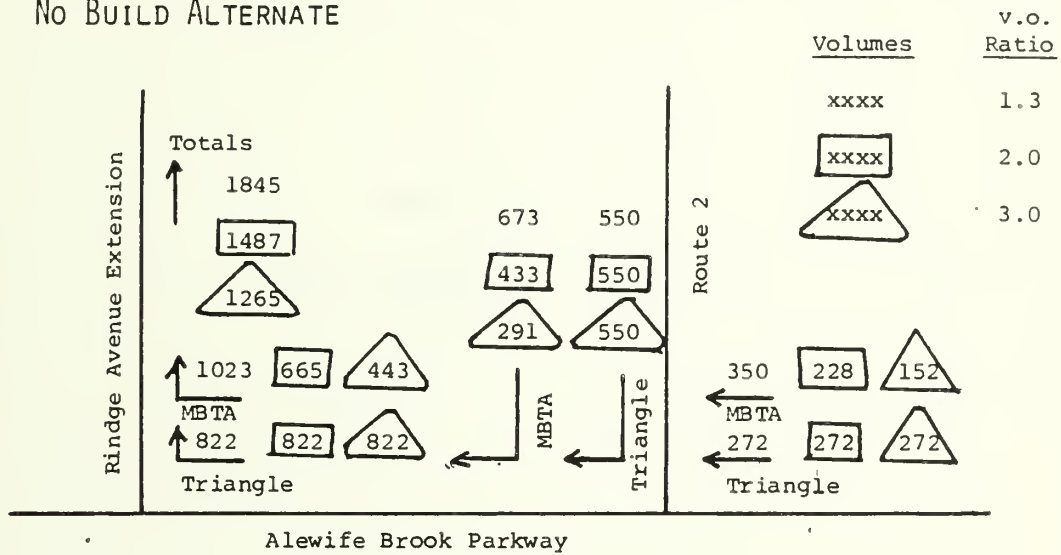 NO BUILD ALTERNATE
V.O.
Volumes Ratio
xxxx 1.3
xxxx 2.0
xxxx 3.0
Rindge Avenue Extension
Totals
1845
1487
1265
673 550
433 550
291 550
Route 2
1023 665 443
MBTA
822 822 822
Triangle
MBTA
Triangle
350 228 152
MBTA
272 272 272
Triangle
Alewife Brook Parkway